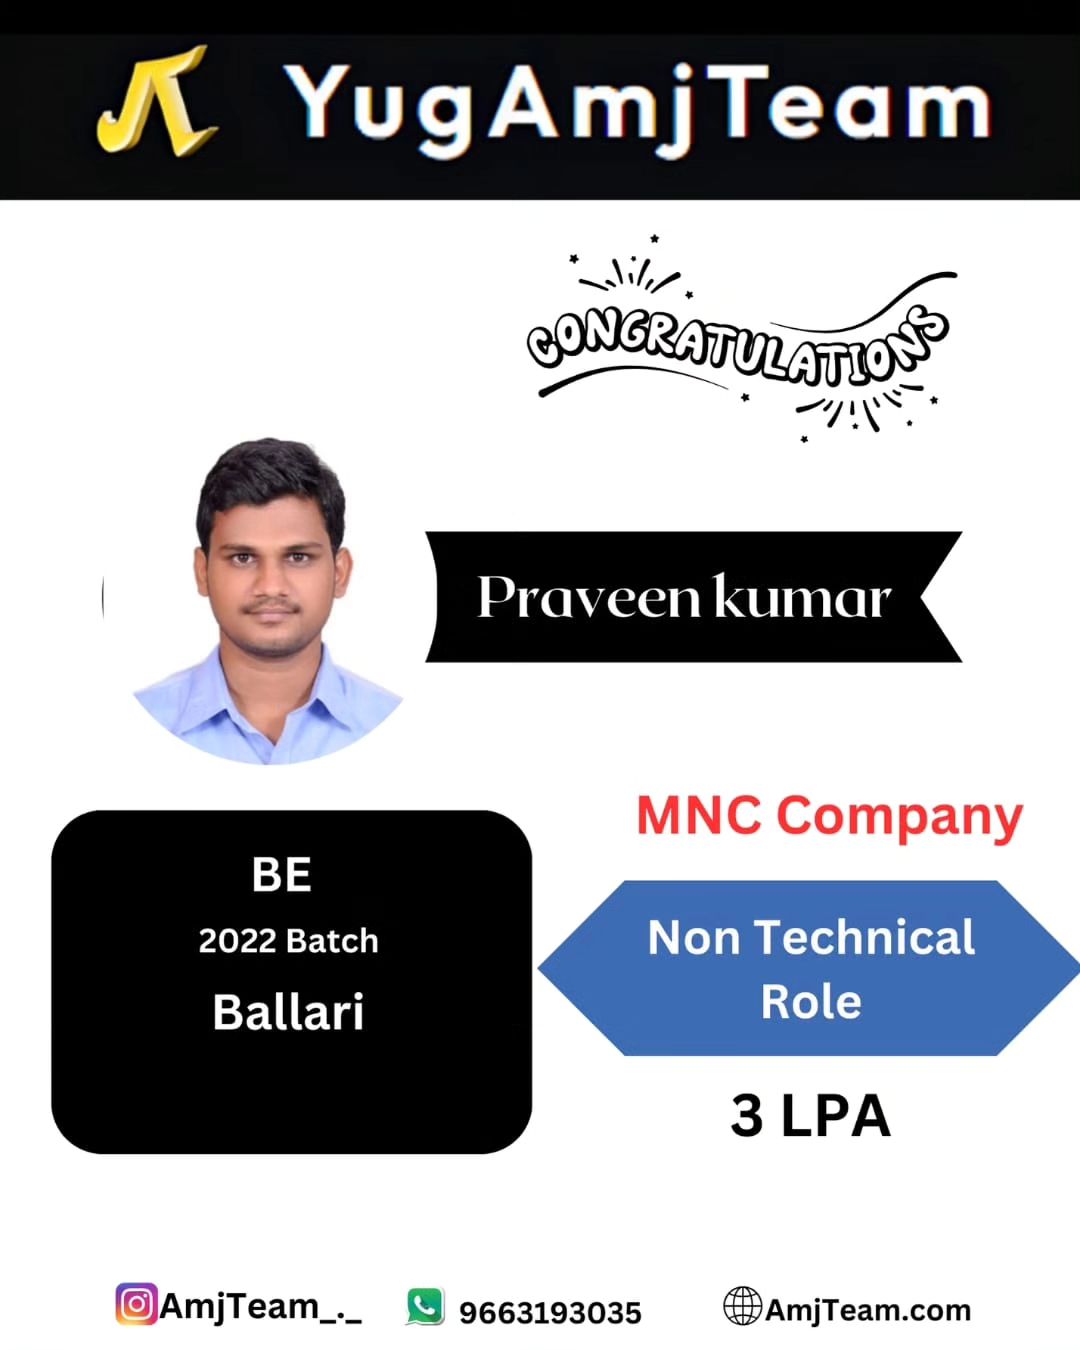 YugAmjTeam
CONGRATULATIONS
Praveen kumar
MNC Company
BE
2022 Batch
Ballari
Non Technical
Role
3 LPA
AmjTeam_._
9663193035
AmjTeam.com